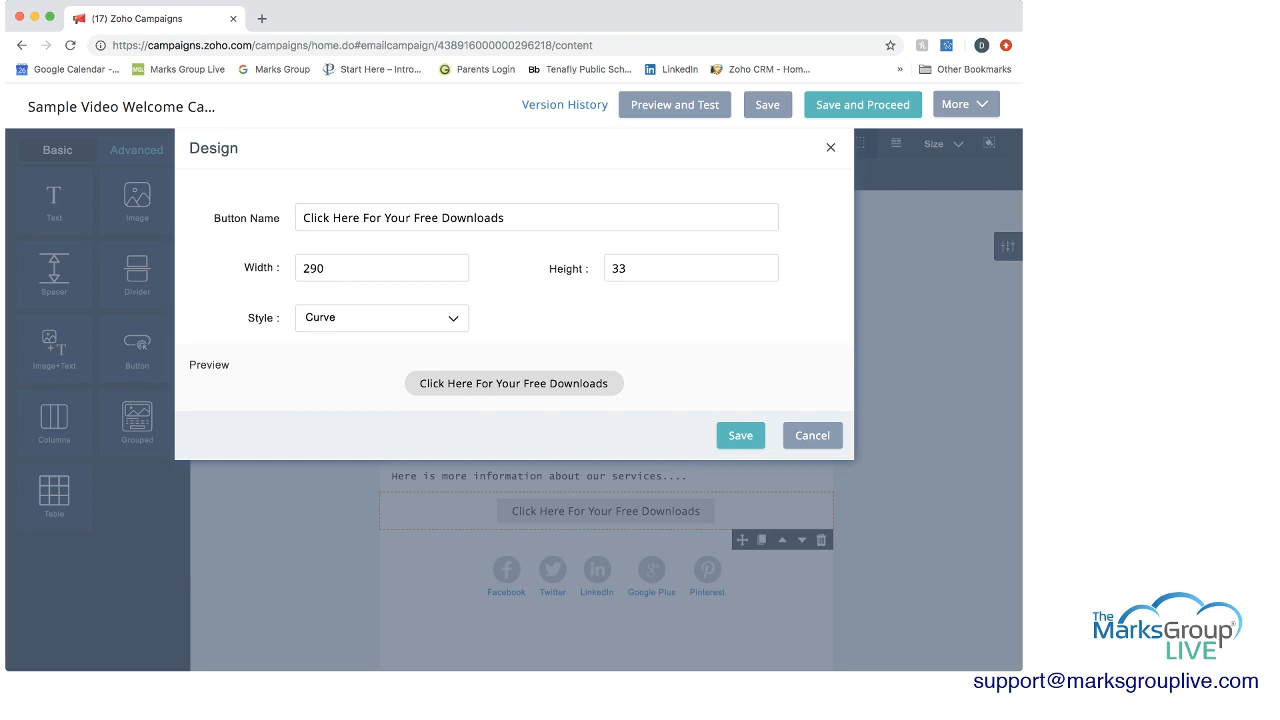 (17) Zoho Campaigns
https://campaigns.zoho.com/campaigns/home.do#emailcampaign/438916000000296218/content
D
26 Google Calendar -...
MGL Marks Group Live
G Marks Group
Start Here – Intro...
Parents Login
Bb Tenafly Public Sch...
in LinkedIn
Zoho CRM - Hom...
»
Other Bookmarks
Sample Video Welcome Ca...
Version History
Preview and Test
Save
Save and Proceed
More
Basic
Advanced
Size
Design
Button Name
Click Here For Your Free Downloads
Width :
290
Height :
33
Style :
Curve
Preview
Click Here For Your Free Downloads
Save
Cancel
Text
Image
Spacer
Divider
Image+Text
Button
Columns
Grouped
Table
Here is more information about our services....
Click Here For Your Free Downloads
Facebook
Twitter
LinkedIn
Google Plus
Pinterest
The
MarksGroup®
LIVE
support@marksgrouplive.com